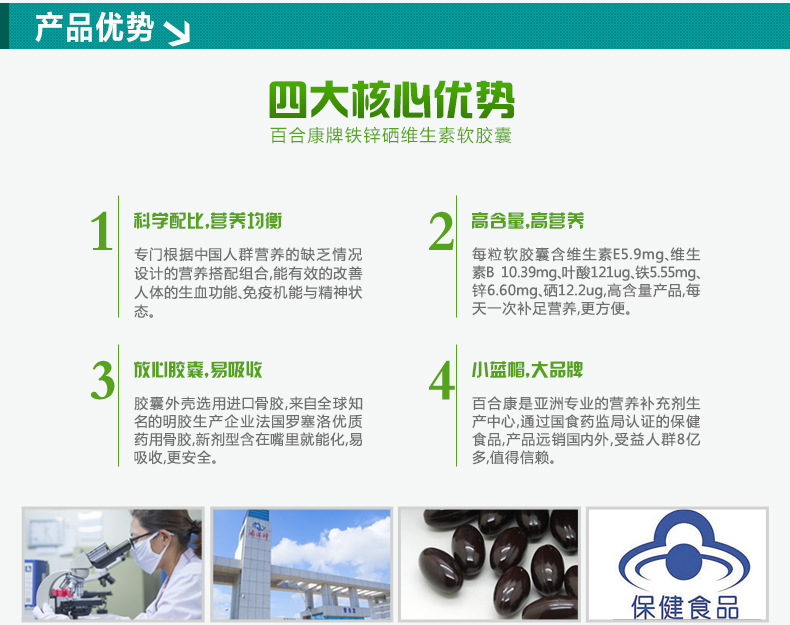 产品优势
四大核心优势
百合康牌铁锌硒维生素软胶囊
1
科学配比,营养均衡
专门根据中国人群营养的缺乏情况
设计的营养搭配组合,能有效的改善
人体的生血功能、免疫机能与精神状
态。
2
高含量,高营养
每粒软胶囊含维生素E5.9mg、维生
素B 10.39mg、叶酸121ug、铁5.55mg、
锌6.60mg、硒12.2ug,高含量产品,每
天一次补足营养,更方便。
3
放心胶囊,易吸收
胶囊外壳选用进口骨胶,来自全球知
名的明胶生产企业法国罗塞洛优质
药用骨胶,新剂型含在嘴里就能化,易
吸收,更安全。
4
小蓝帽,大品牌
百合康是亚洲专业的营养补充剂生
产中心,通过国食药监局认证的保健
食品,产品远销国内外,受益人群8亿
多,值得信赖。
保健食品